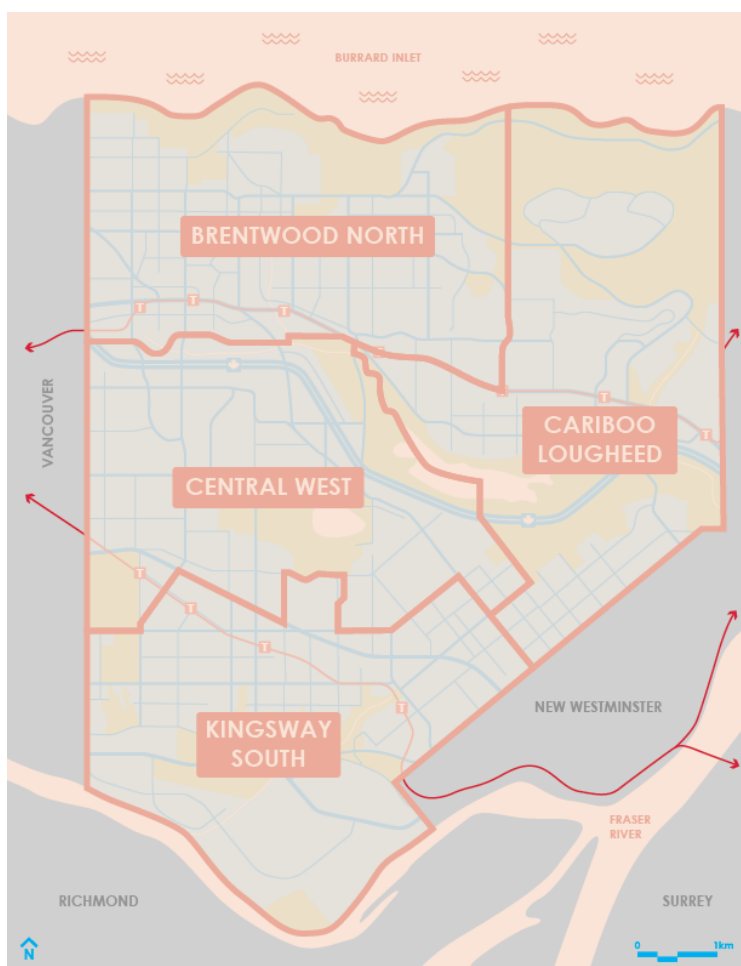 BURRARD INLET
BRENTWOOD NORTH
T
T
T
T
T
T
T
VANCOUVER
CARIBOO
LOUGHEED
CENTRAL WEST
T
T
T
T
KINGSWAY
SOUTH
NEW WESTMINSTER
FRASER
RIVER
RICHMOND
SURREY
N
0
1km